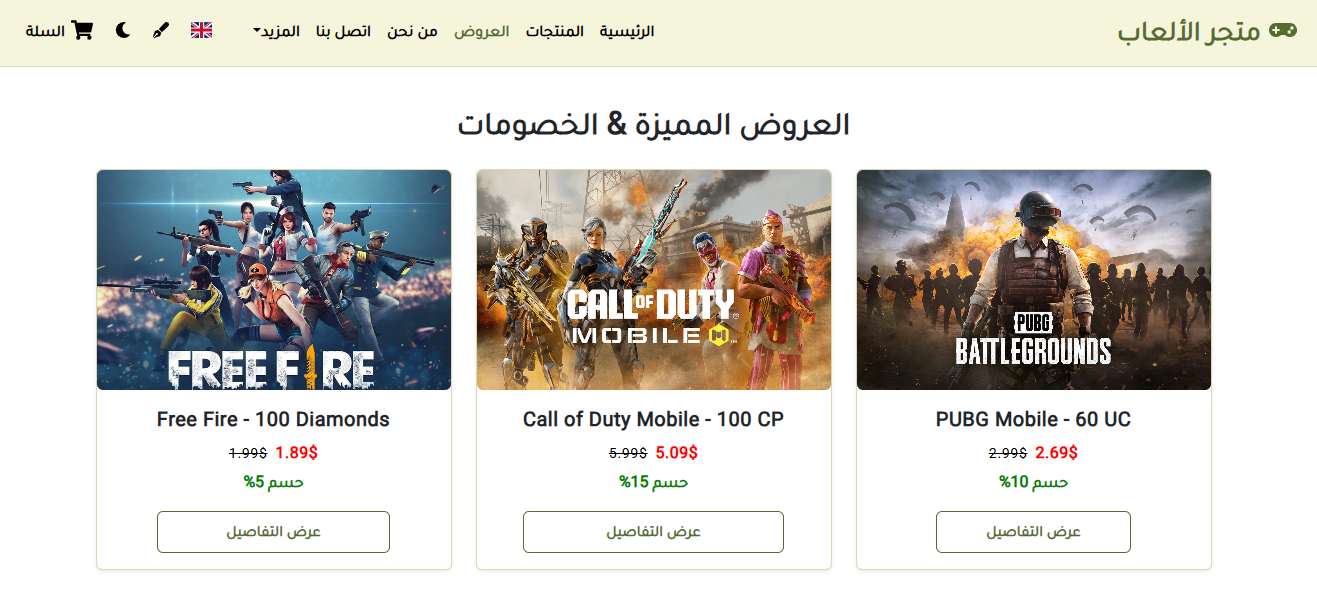 متجر الألعاب
الرئيسية المنتجات العروض من نحن اتصل بنا المزيد السلة
العروض المميزة & الخصومات
PUBG
BATTLEGROUNDS
PUBG Mobile - 60 UC
2.99$ 2.69$
حسم 10%
عرض التفاصيل
CALL OF DUTY
MOBILE
Call of Duty Mobile - 100 CP
5.99$ 5.09$
حسم 15%
عرض التفاصيل
FREE FIRE
Free Fire - 100 Diamonds
1.99$ 1.89$
حسم 5%
عرض التفاصيل